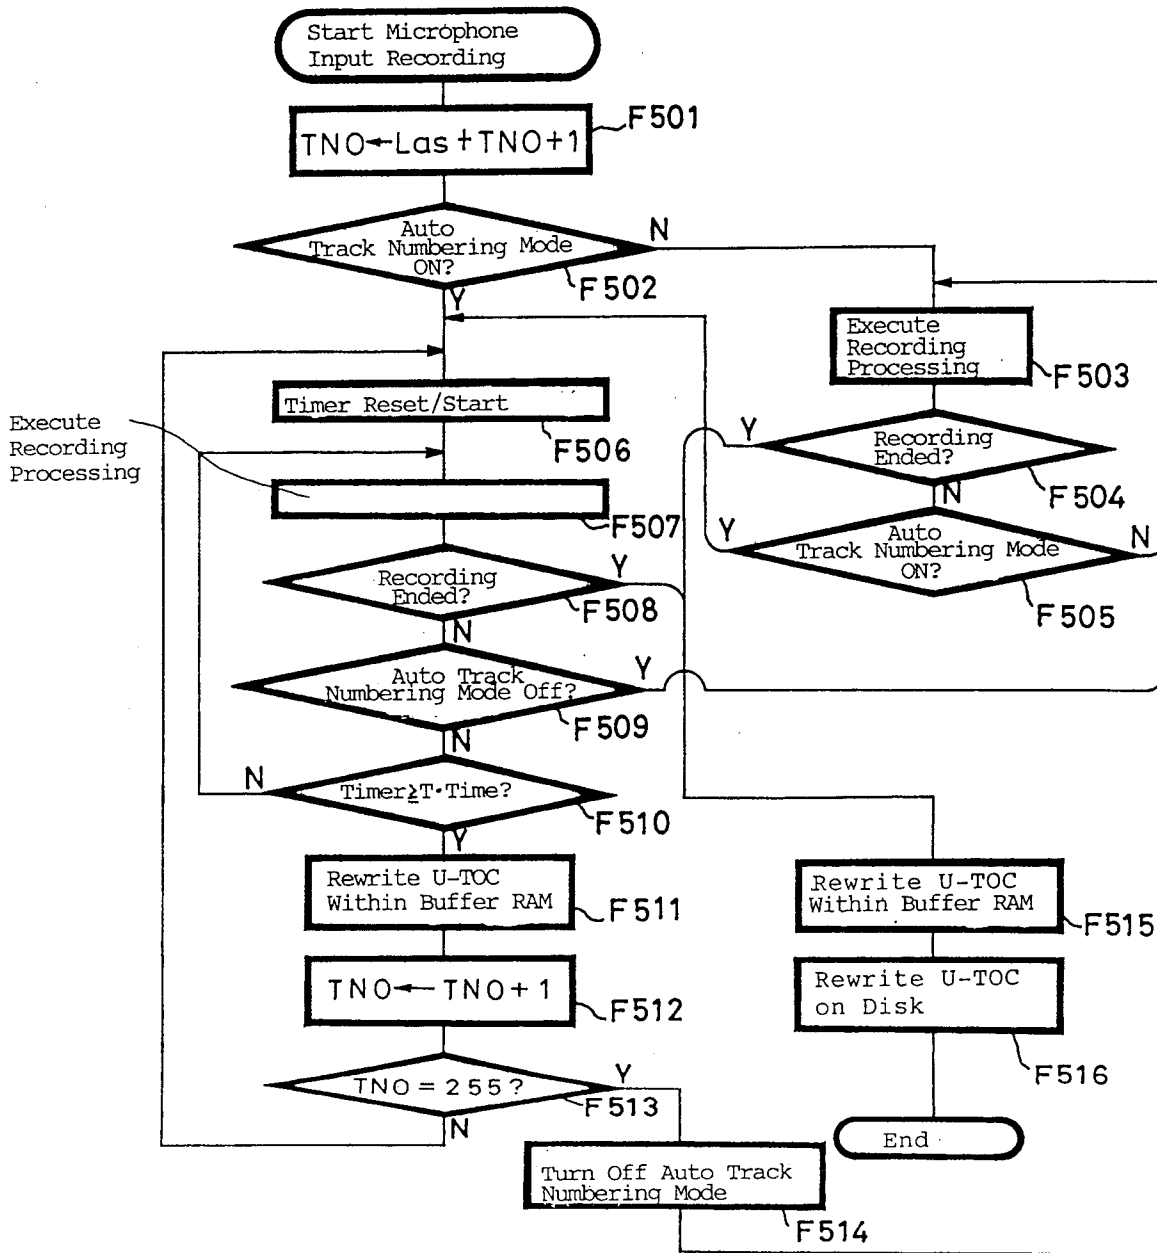 Start Microphone
Input Recording
F501
TNO←Las+TNO+1
Auto
Track Numbering Mode
ON?
N
F502
Y
Execute
Recording
Processing
F503
Timer Reset/Start
F506
Execute
Recording
Processing
Y
Recording
Ended?
F504
N
F507
Y
Auto
Track Numbering Mode
ON?
N
F505
Recording
Ended?
Y
F508
N
Auto Track
Numbering Mode Off?
Y
F509
N
N
Timer≥T·Time?
F510
Y
Rewrite U-TOC
Within Buffer RAM
F511
Rewrite U-TOC
Within Buffer RAM
F515
TNO←TNO+1
F512
Rewrite U-TOC
on Disk
F516
TNO=255?
Y
F513
N
End
Turn Off Auto Track
Numbering Mode
F514